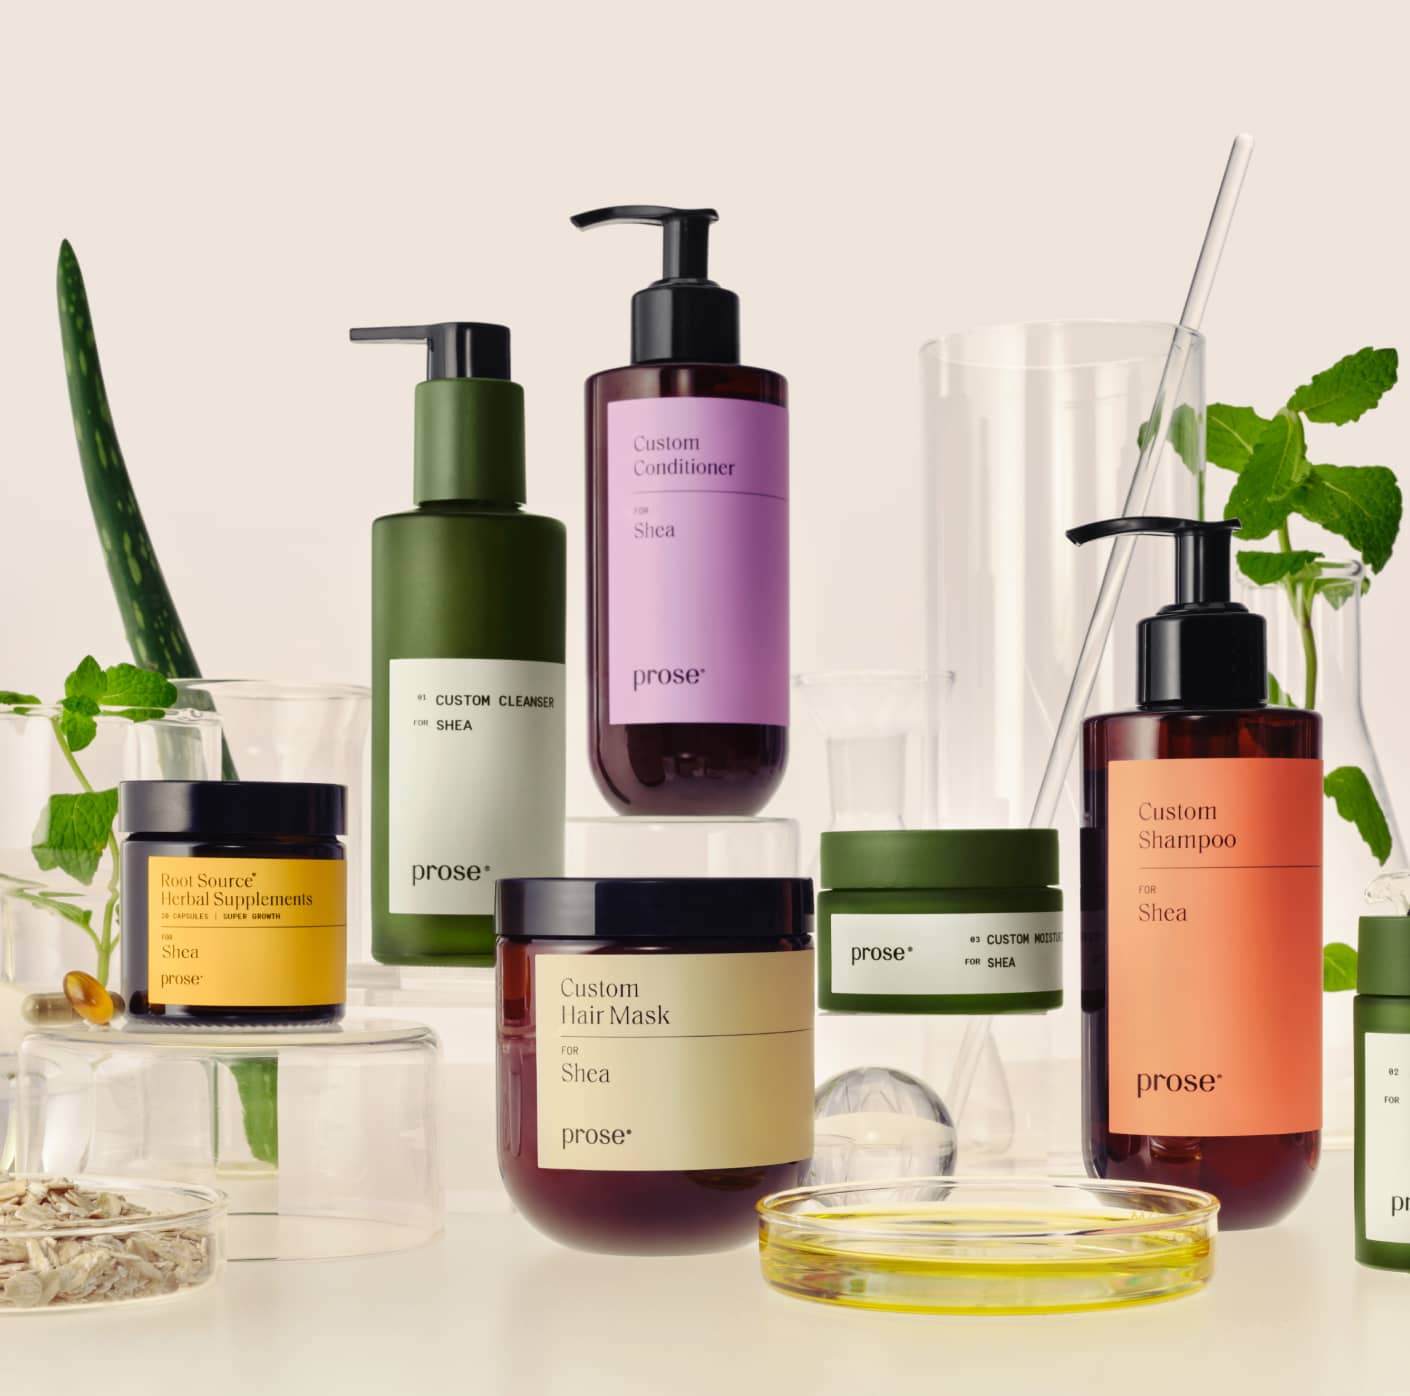 Custom
Conditioner
FOR
Shea
prose
01 CUSTOM CLEANSER
FOR SHEA
prose
Root Source
Herbal Supplements
CAPSULES | SUPER GROWTH
FOR
Shea
prose
Custom
Hair Mask
FOR
Shea
prose
prose
03 CUSTOM
FOR SHEA
Custom
Shampoo
FOR
Shea
prose
02
FOR